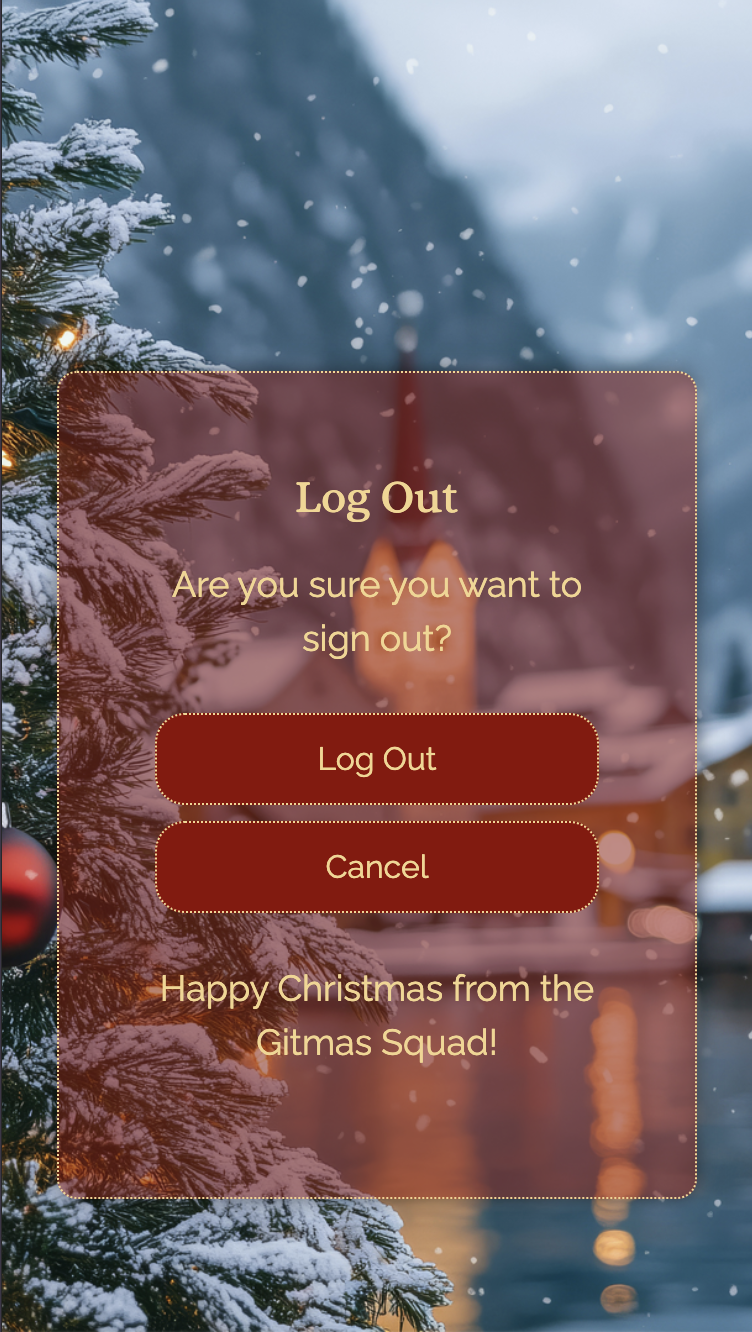 Log Out
Are you sure you want to
sign out?
Log Out
Cancel
Happy Christmas from the
Gitmas Squad!